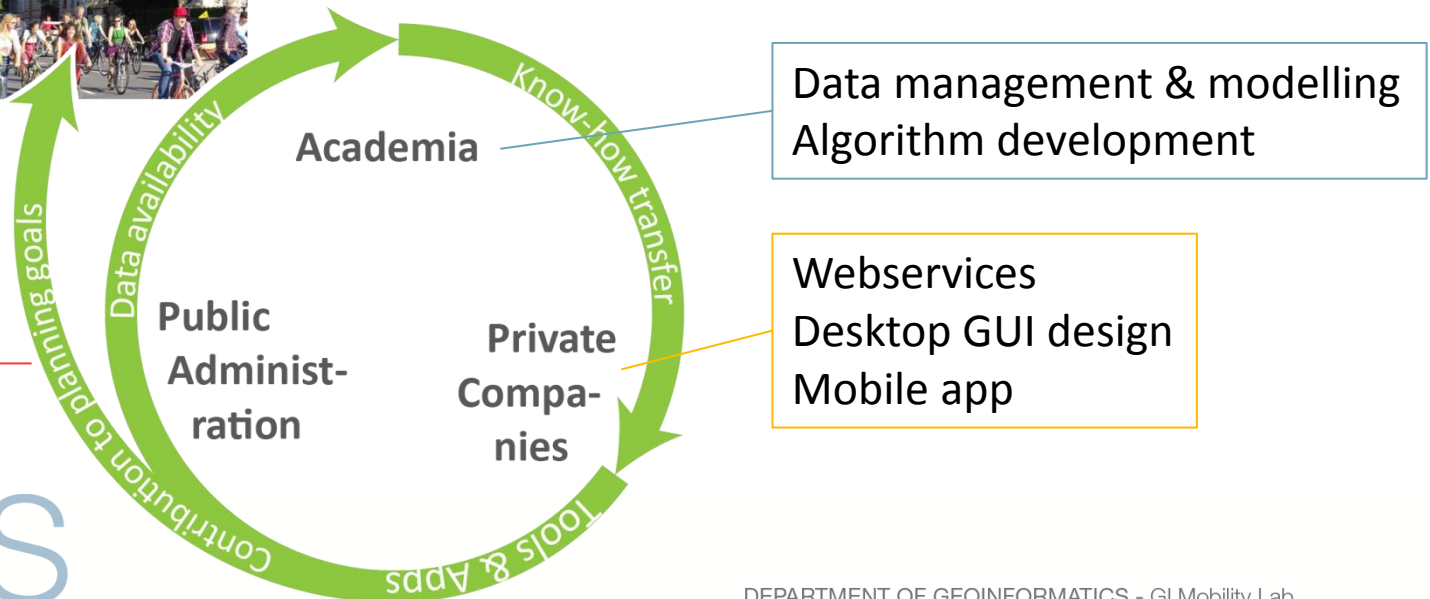 Know-how transfer
Data availability
Contribution to planning goals
Tools & Apps
Academia
Public
Administ-
ration
Private
Compa-
nies
Data management & modelling
Algorithm development
Webservices
Desktop GUI design
Mobile app
S
DEPARTMENT OF GEOINFORMATICS - GI Mobility Lab